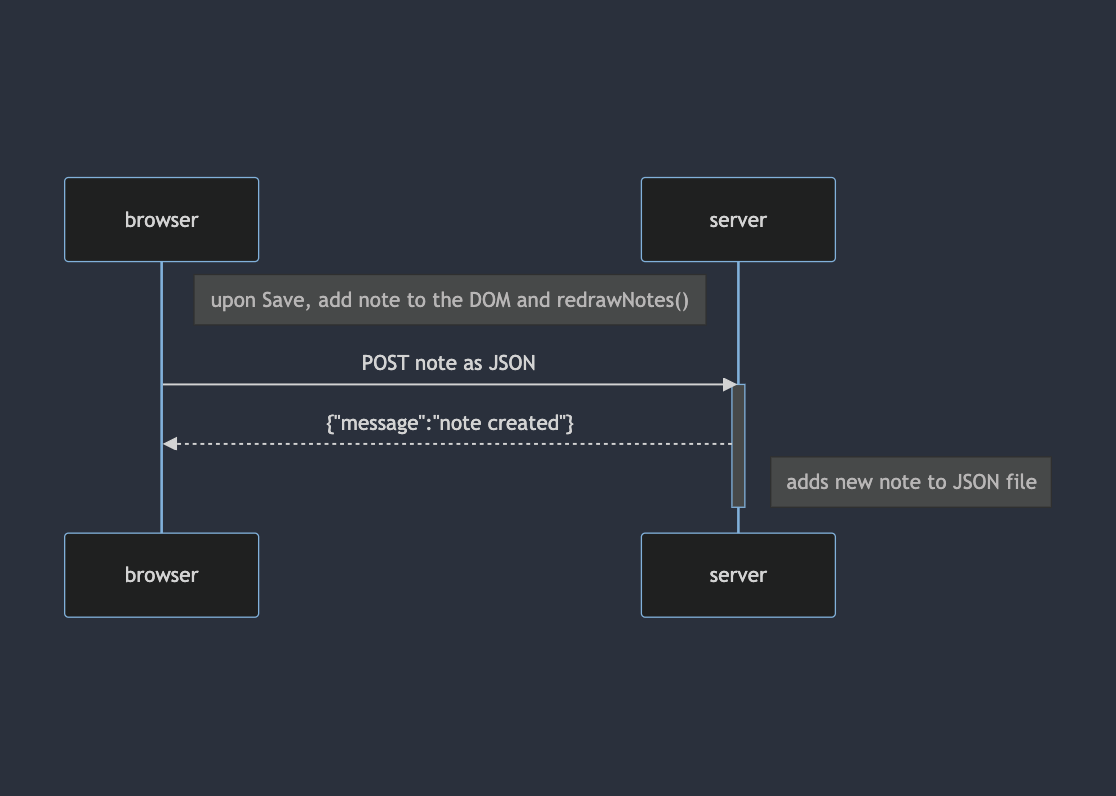 browser
server
upon Save, add note to the DOM and redrawNotes()
POST note as JSON
{"message":"note created"}
adds new note to JSON file
browser
server